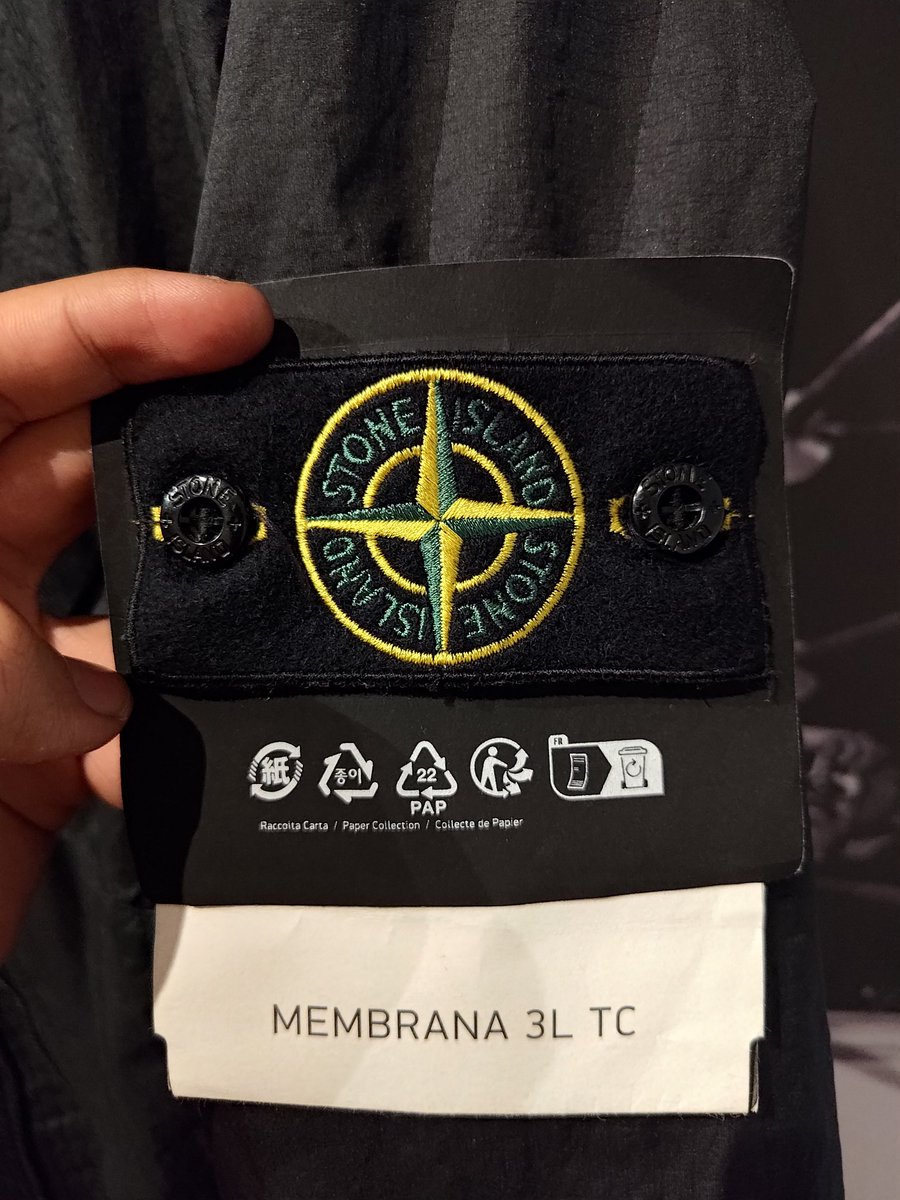 STONE ISLAND
STONE ISLAND
STONE ISLAND
STONE ISLAND
紙
종이
22
PAP
FR
Raccolta Carta / Paper Collection / Collecte de Papier
MEMBRANA 3L TC